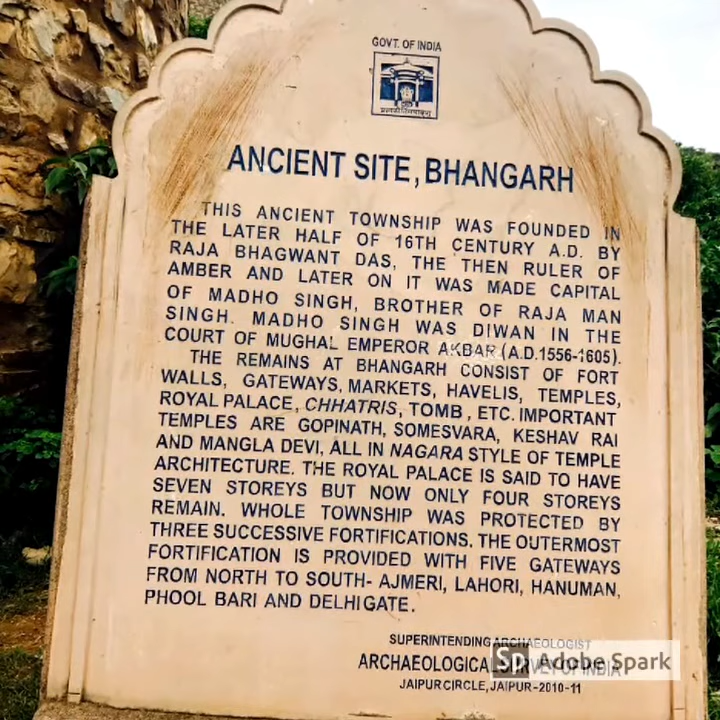 GOVT. OF INDIA
ANCIENT SITE, BHANGARH
THIS ANCIENT TOWNSHIP WAS FOUNDED IN
THE LATER HALF OF 16TH CENTURY A.D. BY
RAJA BHAGWANT DAS, THE THEN RULER OF
AMBER AND LATER ON IT WAS MADE CAPITAL
OF MADHO SINGH, BROTHER OF RAJA MAN
SINGH. MADHO SINGH WAS DIWAN IN THE
COURT OF MUGHAL EMPEROR AKBAR (A.D.1556-1605).
THE REMAINS AT BHANGARH CONSIST OF FORT
WALLS, GATEWAYS, MARKETS, HAVELIS, TEMPLES,
ROYAL PALACE, CHHATRIS, TOMB, ETC. IMPORTANT
TEMPLES ARE GOPINATH, SOMESVARA, KESHAV RAI
AND MANGLA DEVI, ALL IN NAGARA STYLE OF TEMPLE
ARCHITECTURE. THE ROYAL PALACE IS SAID TO HAVE
SEVEN STOREYS BUT NOW ONLY FOUR STOREYS
REMAIN. WHOLE TOWNSHIP WAS PROTECTED BY
THREE SUCCESSIVE FORTIFICATIONS. THE OUTERMOST
FORTIFICATION IS PROVIDED WITH FIVE GATEWAYS
FROM NORTH TO SOUTH- AJMERI, LAHORI, HANUMAN,
PHOOL BARI AND DELHI GATE.
SUPERINTENDING ARCHAEOLOGIST
ARCHAEOLOGICAL SURVEY OF INDIA
JAIPUR CIRCLE, JAIPUR-2010-11
Sp Adobe Spark